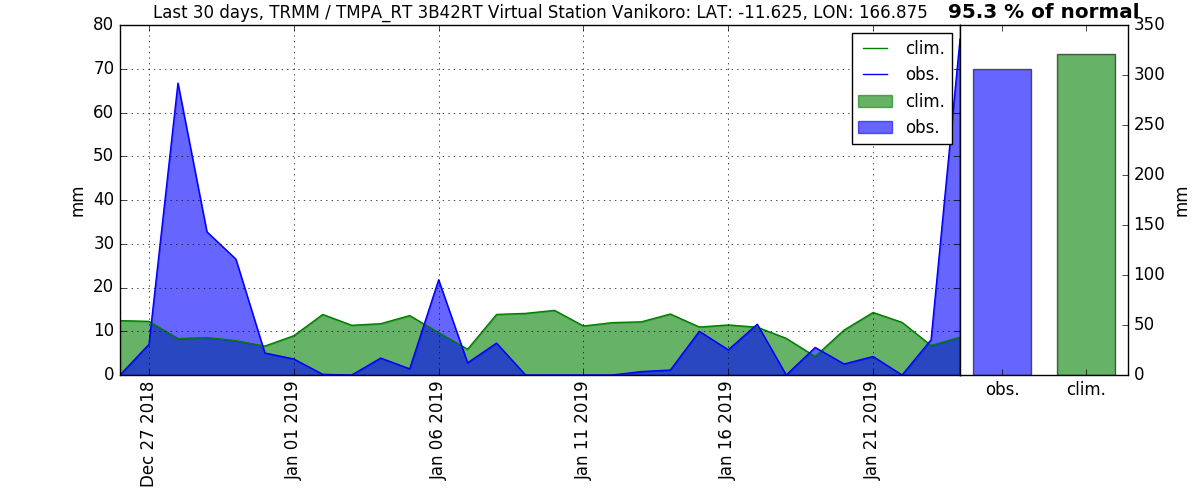 Last 30 days, TRMM / TMPA_RT 3B42RT Virtual Station Vanikoro: LAT: -11.625, LON: 166.875
95.3 % of normal
80
70
60
50
40
30
20
10
0
mm
clim.
obs.
clim.
obs.
350
300
250
200
150
100
50
0
mm
Dec 27 2018
Jan 01 2019
Jan 06 2019
Jan 11 2019
Jan 16 2019
Jan 21 2019
obs.
clim.